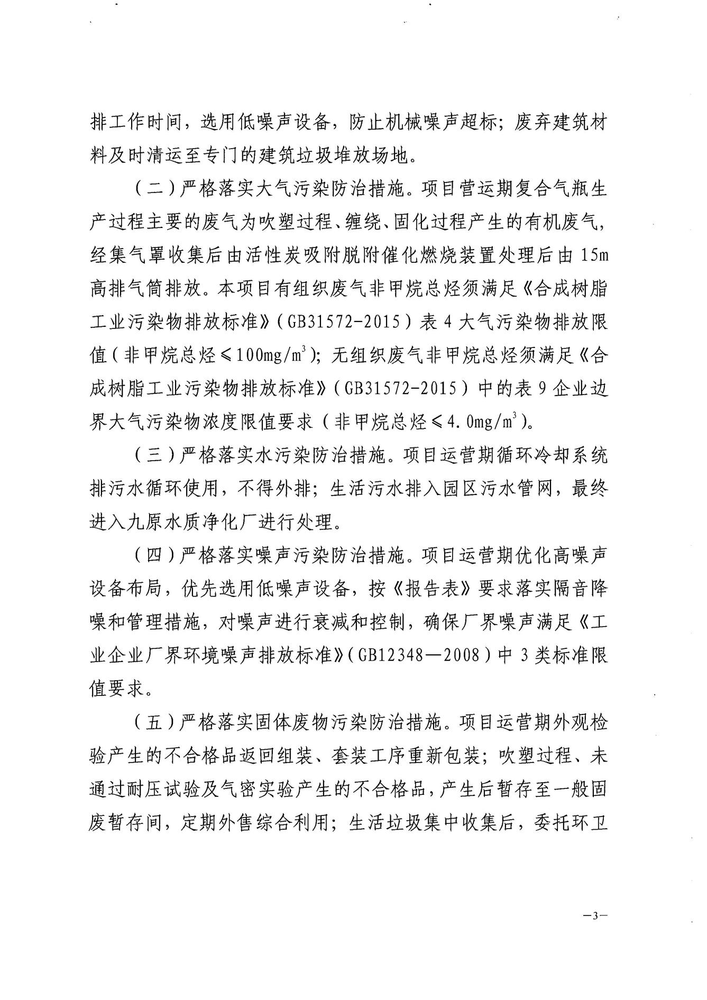 排工作时间，选用低噪声设备，防止机械噪声超标；废弃建筑材
料及时清运至专门的建筑垃圾堆放场地。
（二）严格落实大气污染防治措施。项目营运期复合气瓶生
产过程主要的废气为吹塑过程、缠绕、固化过程产生的有机废气，
经集气罩收集后由活性炭吸附脱附催化燃烧装置处理后由 15m
高排气筒排放。本项目有组织废气非甲烷总烃须满足《合成树脂
工业污染物排放标准》（GB31572-2015）表 4 大气污染物排放限
值（非甲烷总烃≤100mg/m³）；无组织废气非甲烷总烃须满足《合
成树脂工业污染物排放标准》（GB31572-2015）中的表 9 企业边
界大气污染物浓度限值要求（非甲烷总烃≤4.0mg/m³）。
（三）严格落实水污染防治措施。项目运营期循环冷却系统
排污水循环使用，不得外排；生活污水排入园区污水管网，最终
进入九原水质净化厂进行处理。
（四）严格落实噪声污染防治措施。项目运营期优化高噪声
设备布局，优先选用低噪声设备，按《报告表》要求落实隔音降
噪和管理措施，对噪声进行衰减和控制，确保厂界噪声满足《工
业企业厂界环境噪声排放标准》（GB12348—2008）中 3 类标准限
值要求。
（五）严格落实固体废物污染防治措施。项目运营期外观检
验产生的不合格品返回组装、套装工序重新包装；吹塑过程、未
通过耐压试验及气密实验产生的不合格品，产生后暂存至一般固
废暂存间，定期外售综合利用；生活垃圾集中收集后，委托环卫
—3—